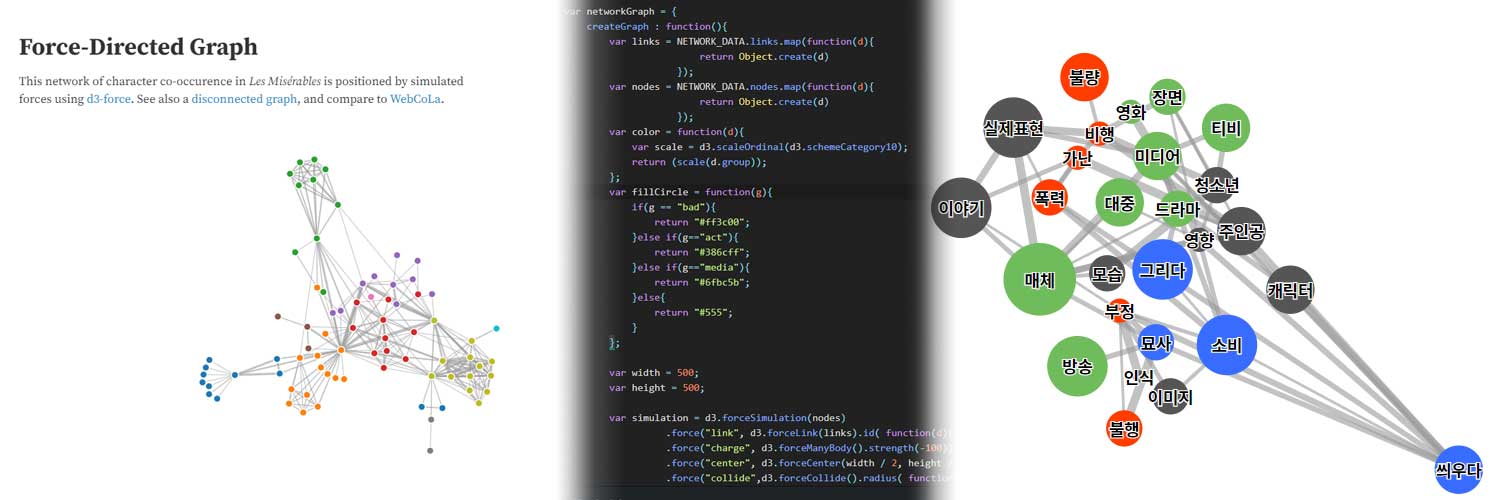 Force-Directed Graph
This network of character co-occurence in Les Misérables is positioned by simulated
forces using d3-force. See also a disconnected graph, and compare to WebCoLa.
var networkGraph = {
createGraph : function(){
var links = NETWORK_DATA.links.map(function(d){
return Object.create(d)
});
var nodes = NETWORK_DATA.nodes.map(function(d){
return Object.create(d)
});
var color = function(d){
var scale = d3.scaleOrdinal(d3.schemeCategory10);
return (scale(d.group));
};
var fillCircle = function(g){
if(g == "bad"){
return "#ff3c00";
}else if(g=="act"){
return "#386cff";
}else if(g=="media"){
return "#6fbc5b";
}else{
return "#555";
}
};
var width = 500;
var height = 500;
var simulation = d3.forceSimulation(nodes)
.force("link", d3.forceLink(links).id( function(d)
.force("charge", d3.forceManyBody().strength(-100))
.force("center", d3.forceCenter(width / 2, height /
.force("collide",d3.forceCollide().radius( function
불량
장면
영화
실제표현
비행
티비
가난
미디어
청소년
폭력
대중
드라마
이야기
영향
주인공
매체
모습
그리다
캐릭터
부정
묘사
소비
방송
인식
이미지
불행
씌우다